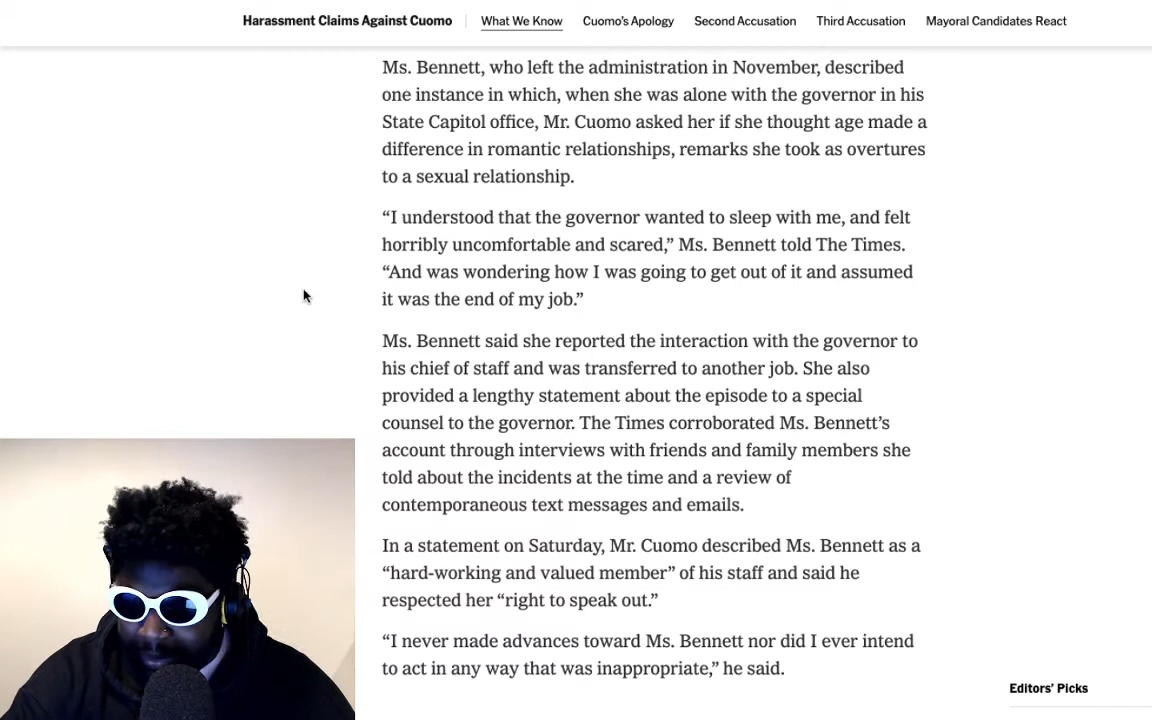 Harassment Claims Against Cuomo What We Know Cuomo’s Apology Second Accusation Third Accusation Mayoral Candidates React
Ms. Bennett, who left the administration in November, described
one instance in which, when she was alone with the governor in his
State Capitol office, Mr. Cuomo asked her if she thought age made a
difference in romantic relationships, remarks she took as overtures
to a sexual relationship.
“I understood that the governor wanted to sleep with me, and felt
horribly uncomfortable and scared,” Ms. Bennett told The Times.
“And was wondering how I was going to get out of it and assumed
it was the end of my job.”
Ms. Bennett said she reported the interaction with the governor to
his chief of staff and was transferred to another job. She also
provided a lengthy statement about the episode to a special
counsel to the governor. The Times corroborated Ms. Bennett’s
account through interviews with friends and family members she
told about the incidents at the time and a review of
contemporaneous text messages and emails.
In a statement on Saturday, Mr. Cuomo described Ms. Bennett as a
“hard-working and valued member” of his staff and said he
respected her “right to speak out.”
“I never made advances toward Ms. Bennett nor did I ever intend
to act in any way that was inappropriate,” he said.
Editors’ Picks